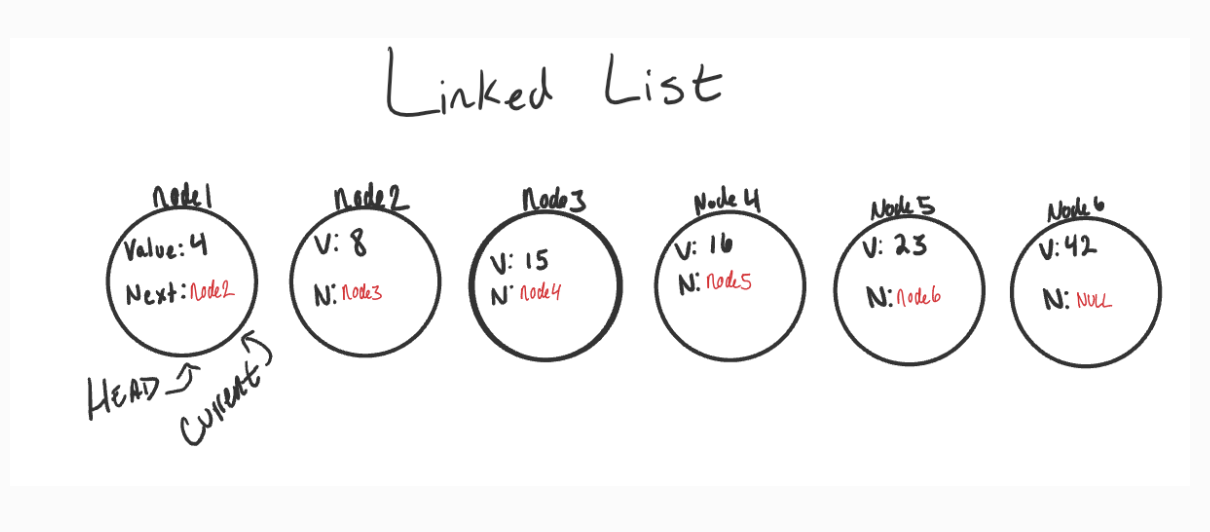 Linked List
Node1
Value: 4
Next: Node2
HEAD
Current
Node2
V: 8
N: Node3
Node3
V: 15
N: Node4
Node4
V: 16
N: Node5
Node5
V: 23
N: Node6
Node6
V: 42
N: NULL